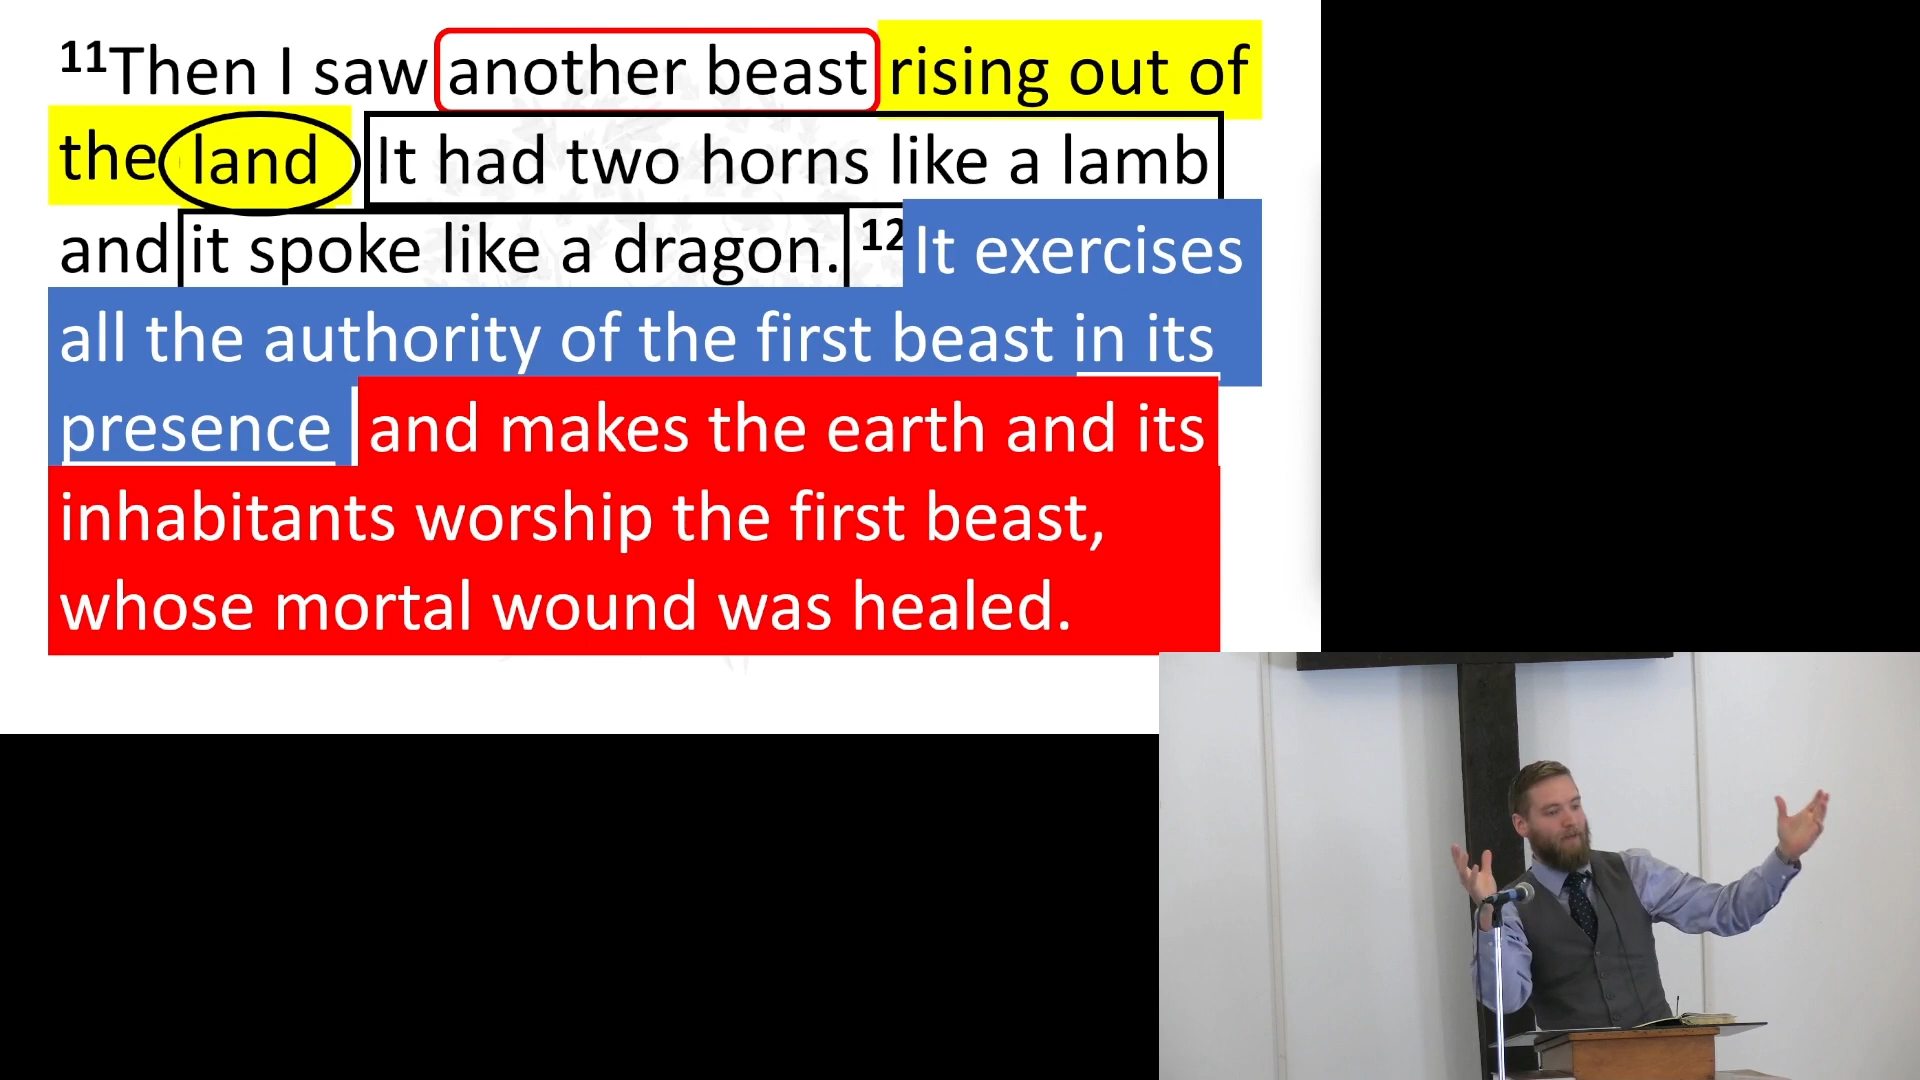 ¹¹Then I saw another beast rising out of
the land It had two horns like a lamb
and it spoke like a dragon. ¹²It exercises
all the authority of the first beast in its
presence and makes the earth and its
inhabitants worship the first beast,
whose mortal wound was healed.